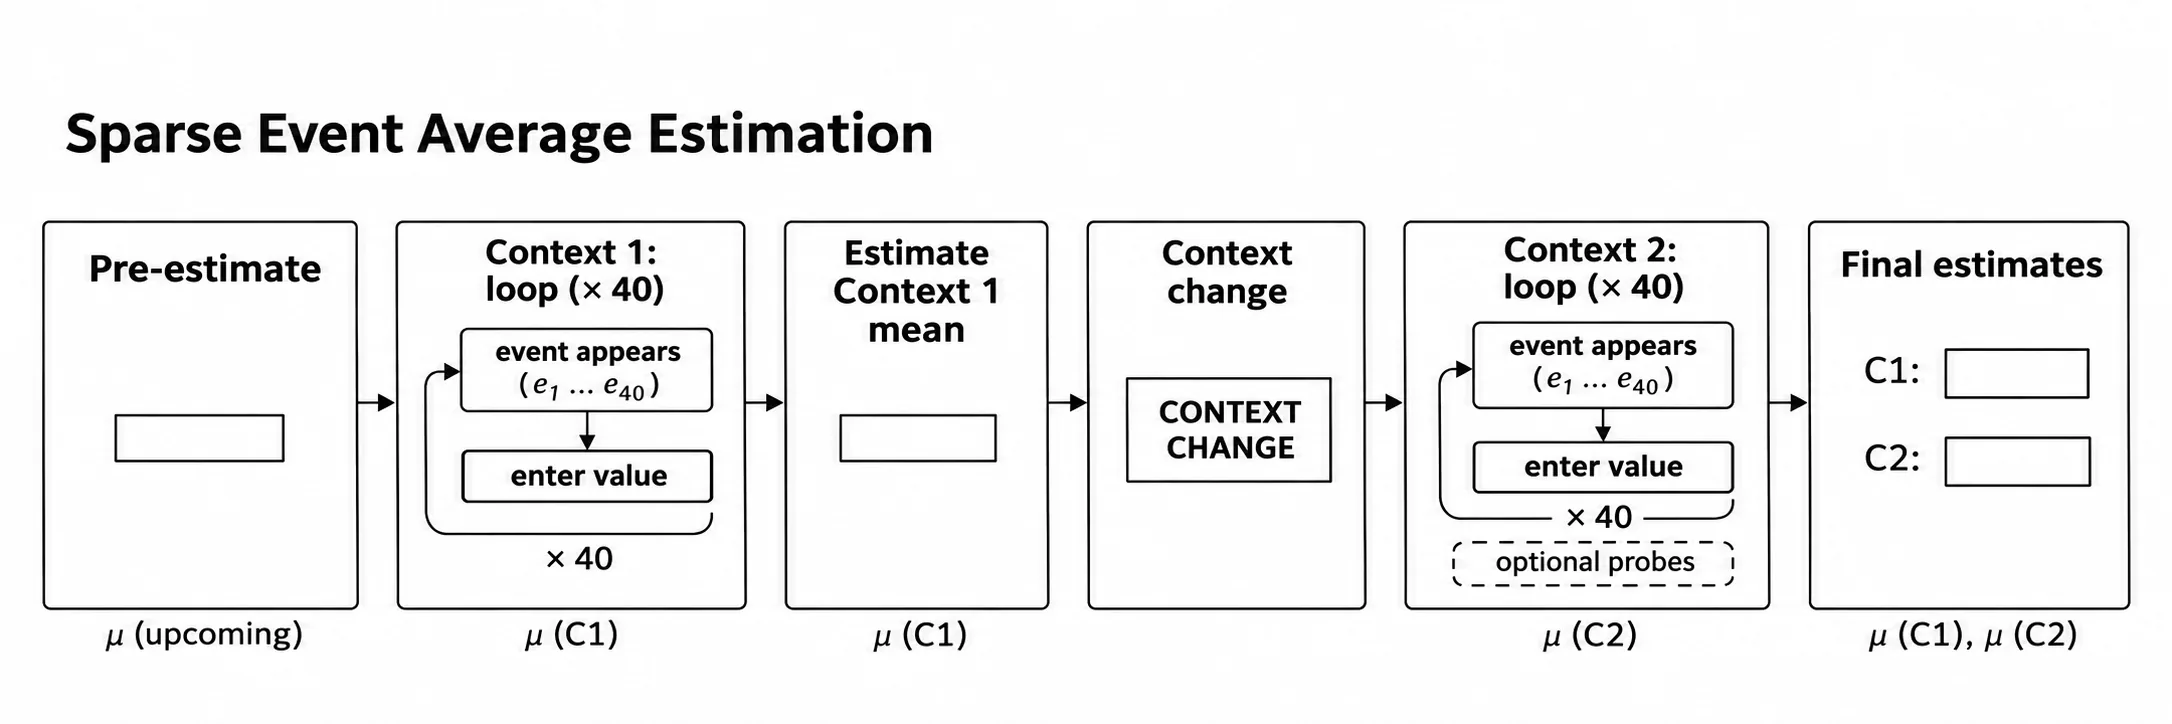 Sparse Event Average Estimation
Pre-estimate
μ (upcoming)
Context 1:
loop (× 40)
event appears
(e₁ ... e₄₀)
enter value
× 40
μ (C1)
Estimate
Context 1
mean
μ (C1)
Context
change
CONTEXT
CHANGE
Context 2:
loop (× 40)
event appears
(e₁ ... e₄₀)
enter value
× 40
optional probes
μ (C2)
Final estimates
C1:
C2:
μ (C1), μ (C2)